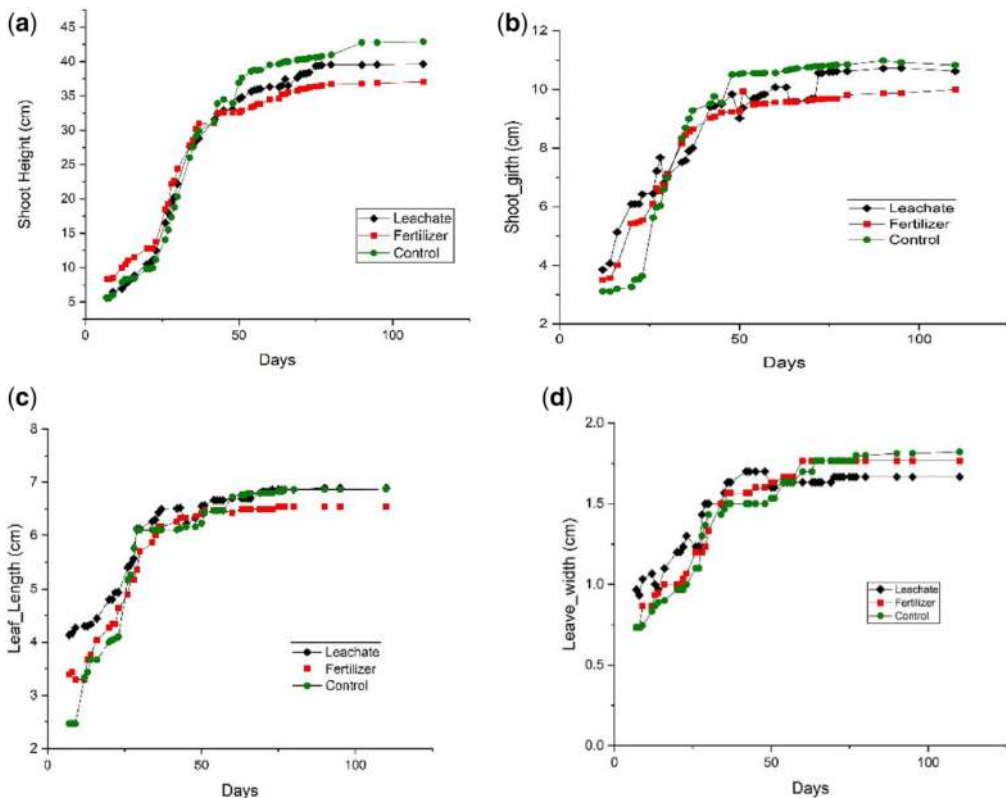 (a)
45
40
35
30
25
20
15
10
5
Shoot Height (cm)
Leachate
Fertilizer
Control
0 50 100
Days
(b)
12
10
8
6
4
2
Shoot_girth (cm)
Leachate
Fertilizer
Control
0 50 100
Days
(c)
8
7
6
5
4
3
2
Leaf_Length (cm)
Leachate
Fertilizer
Control
0 50 100
Days
(d)
2.0
1.5
1.0
0.5
0.0
Leave_width (cm)
Leachate
Fertilizer
Control
0 50 100
Days